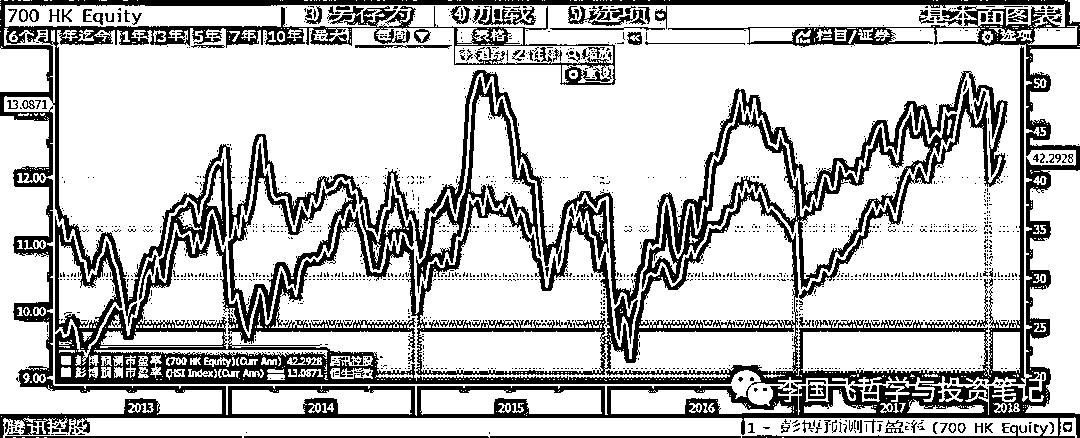 700 HK Equity 3) 另存为 4) 加载 5) 选项 基本面图表
6个月 年迄今 1年 3年 5年 7年 10年 最大 每周 表格 栏目/证券 选项
追踪 注释 缩放
重设
13.0871
12.00
11.00
10.00
9.00
50
45
42.2928
40
35
30
25
20
彭博预测市盈率 (700 HK Equity)(Curr Ann) 42.2928 腾讯控股
彭博预测市盈率 (HSI Index)(Curr Ann) 13.0871 恒生指数
李国飞哲学与投资笔记
2013 2014 2015 2016 2017 2018
腾讯控股 1 - 彭博预测市盈率 (700 HK Equity)